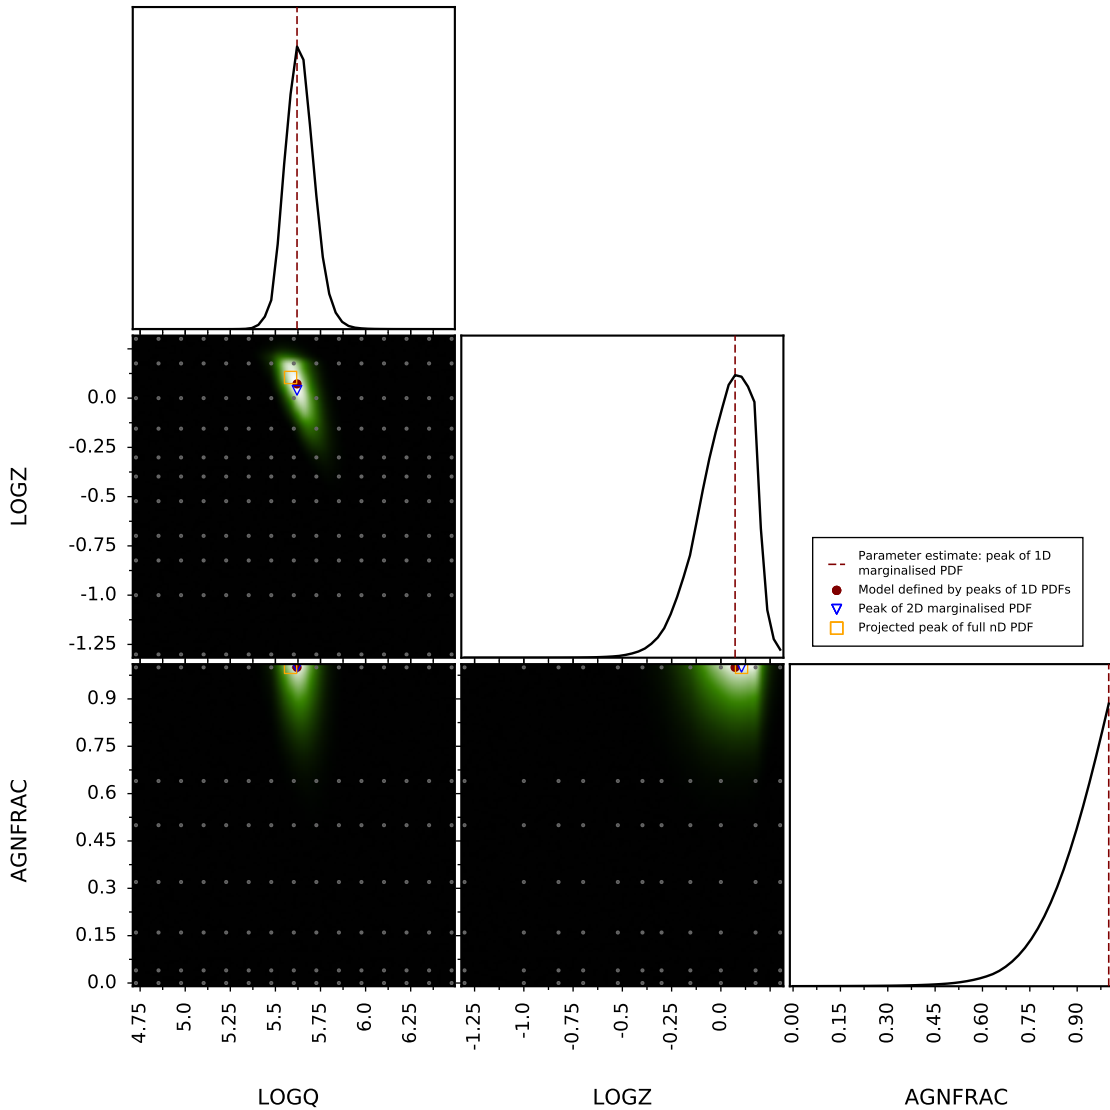 0.0
-0.25
-0.5
-0.75
-1.0
-1.25
LOGZ
Parameter estimate: peak of 1D
marginalised PDF
Model defined by peaks of 1D PDFs
Peak of 2D marginalised PDF
Projected peak of full nD PDF
0.9
0.75
0.6
0.45
0.3
0.15
0.0
AGNFRAC
4.75 5.0 5.25 5.5 5.75 6.0 6.25
-1.25 -1.0 -0.75 -0.5 -0.25 0.0
0.00 0.15 0.30 0.45 0.60 0.75 0.90
LOGQ
LOGZ
AGNFRAC